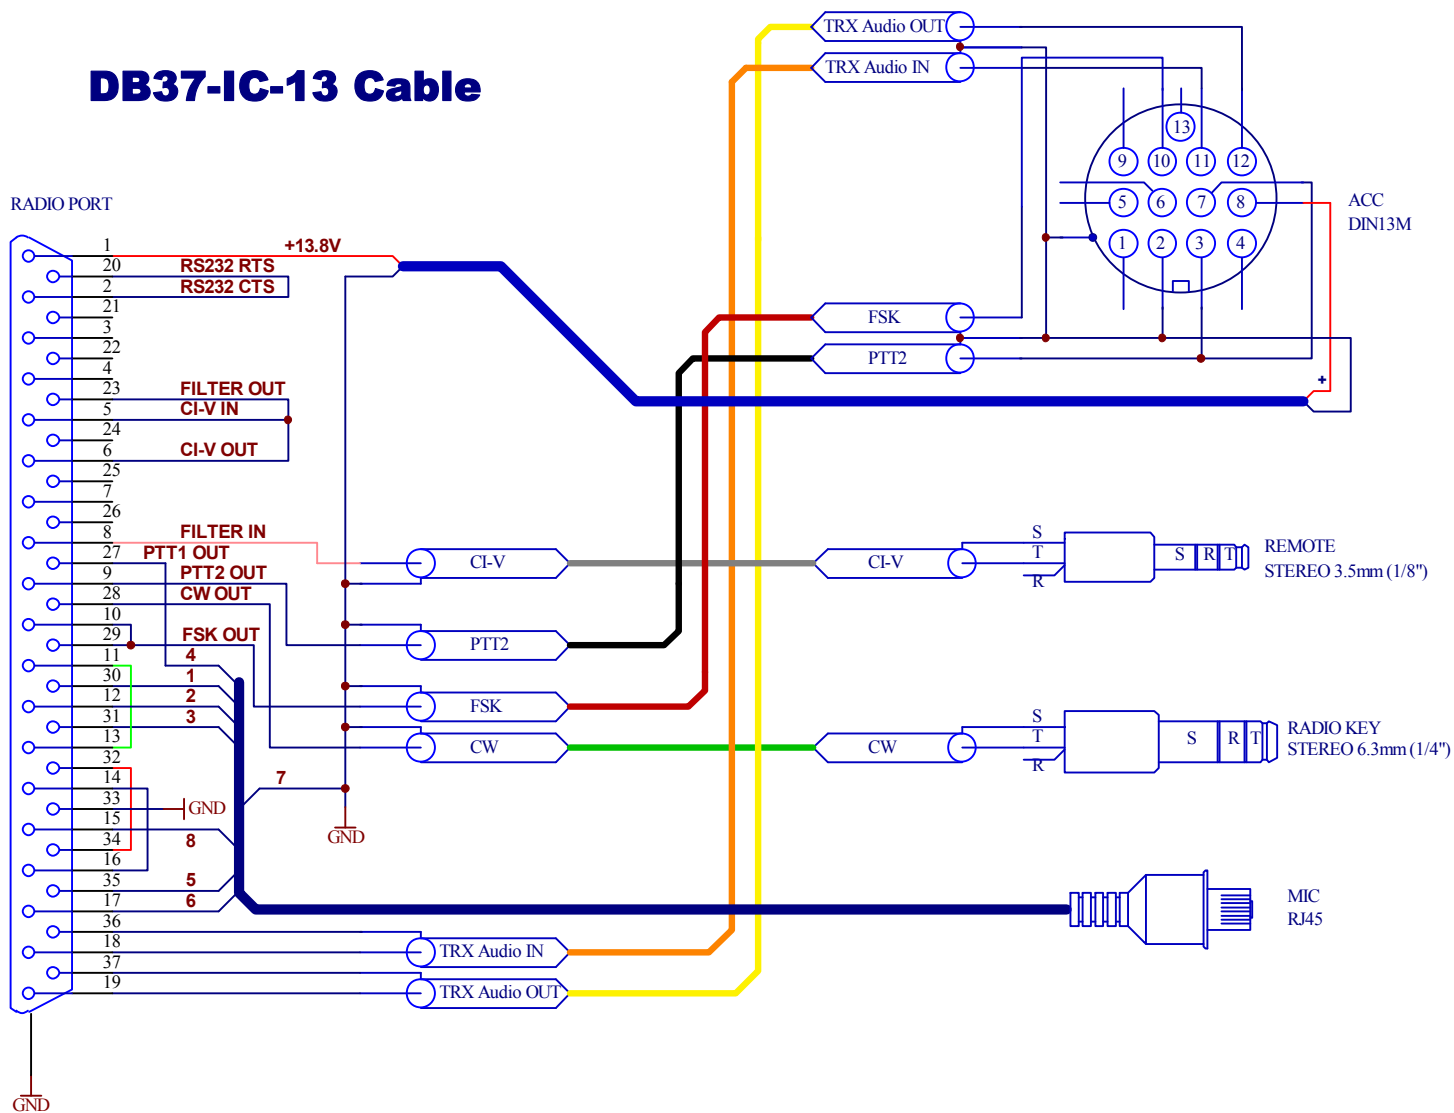 TRX Audio OUT
TRX Audio IN
DB37-IC-13 Cable
13
9 10 11 12
5 6 7 8
1 2 3 4
ACC
DIN13M
RADIO PORT
1 +13.8V
20 RS232 RTS
2 RS232 CTS
21
3
22
4
23 FILTER OUT
5 CI-V IN
24
6 CI-V OUT
25
7
26
8 FILTER IN
27 PTT1 OUT
9 PTT2 OUT
28 CW OUT
10
29 FSK OUT
11 4
30 1
12 2
31 3
13
32
14 7
33 GND
15
34 8
16
35 5
17 6
36
18
37
19
GND
GND
FSK
PTT2
+
CI-V
CI-V
S
T
R
S R T
REMOTE
STEREO 3.5mm (1/8")
PTT2
FSK
CW
CW
S
T
R
S R T
RADIO KEY
STEREO 6.3mm (1/4")
MIC
RJ45
TRX Audio IN
TRX Audio OUT